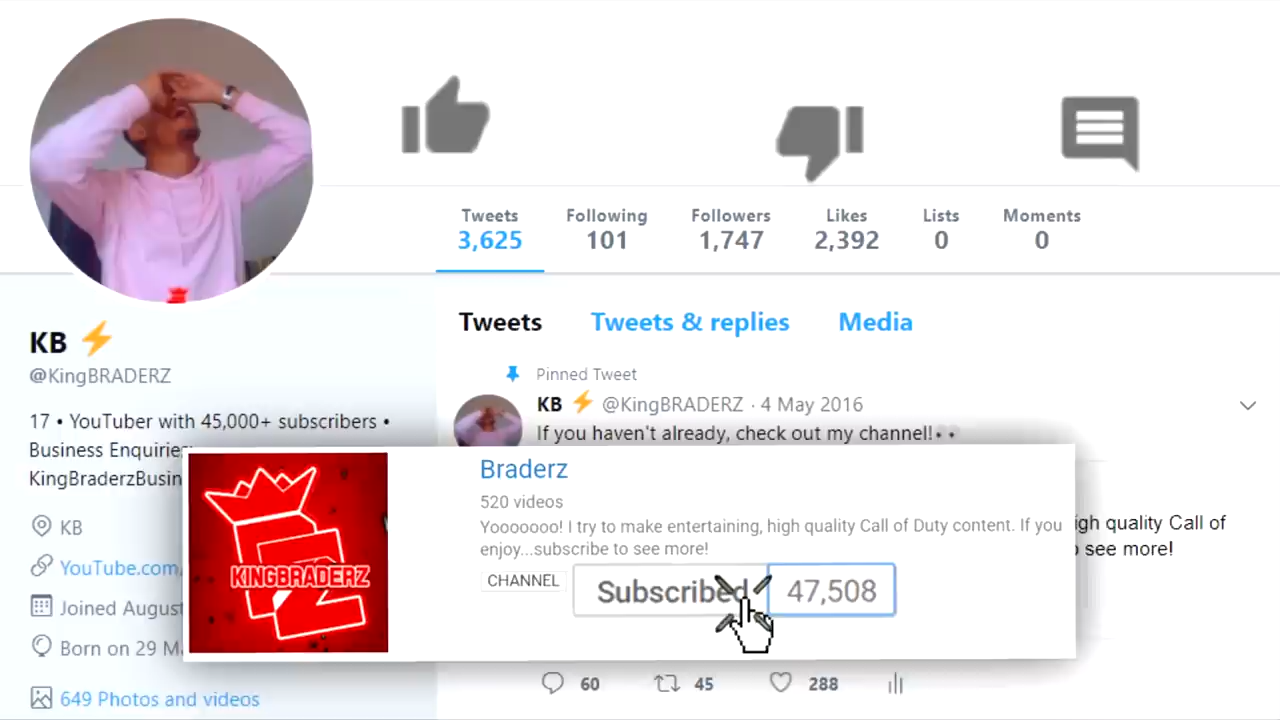 Tweets Following Followers Likes Lists Moments
3,625 101 1,747 2,392 0 0
KB
@KingBRADERZ
17 • YouTuber with 45,000+ subscribers •
Business Enquiries
KingBraderzBusin
KB
YouTube.com
Joined August
Born on 29 M
649 Photos and videos
Tweets Tweets & replies Media
Pinned Tweet
KB @KingBRADERZ · 4 May 2016
If you haven't already, check out my channel!
KINGBRADERZ
Braderz
520 videos
Yooooooo! I try to make entertaining, high quality Call of Duty content. If you
enjoy...subscribe to see more!
CHANNEL
Subscribed 47,508
igh quality Call of
see more!
60 45 288